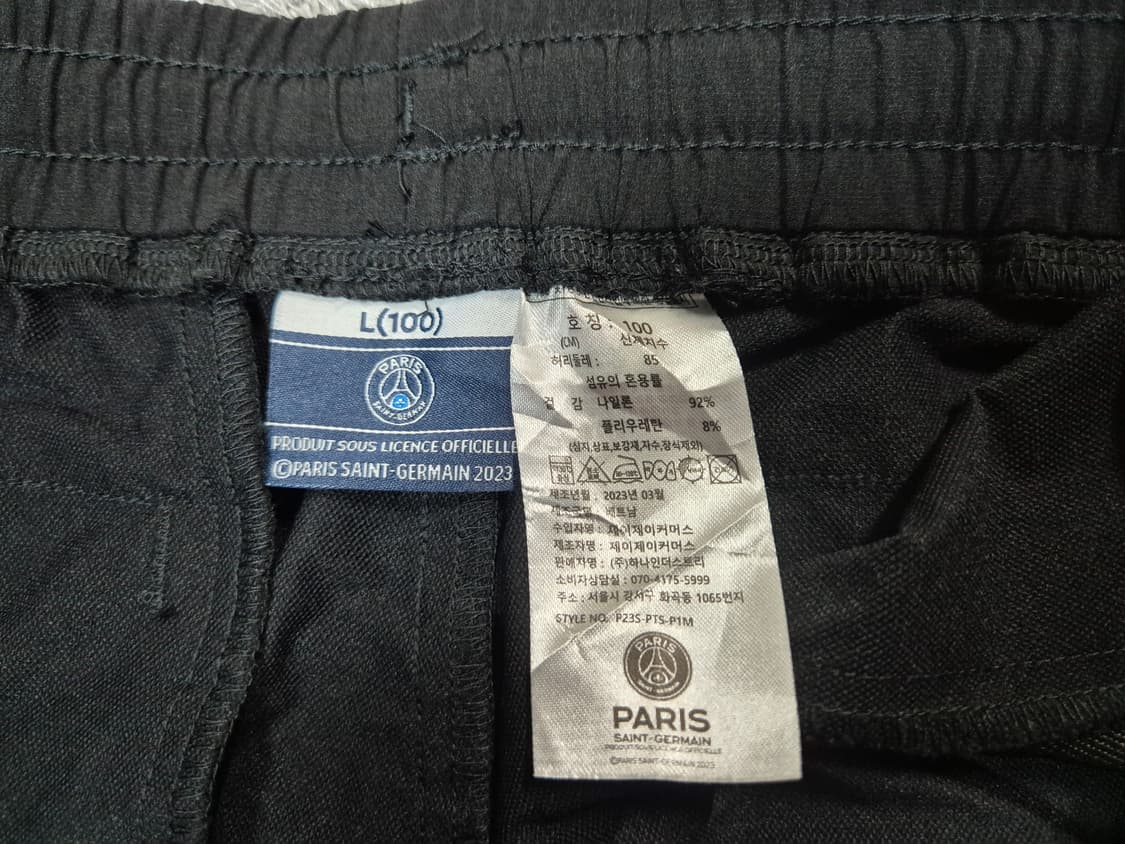 L(100)
PARIS
SAINT-GERMAIN
PRODUIT SOUS LICENCE OFFICIELLE
©PARIS SAINT-GERMAIN 2023
호 칭 : 100
(CM) 신체치수
허리둘레 : 85
섬유의 혼용률
겉 감 나일론 92%
폴리우레탄 8%
(심지,상표,보강재,자수,장식제외)
제조년월 : 2023년 03월
제조국명 : 베트남
수입자명 : 제이제이커머스
제조자명 : 제이제이커머스
판매자명 : (주)하나인더스트리
소비자상담실 : 070-4175-5999
주소 : 서울시 강서구 화곡동 1065번지
STYLE NO. P23S-PTS-P1M
PARIS
SAINT-GERMAIN
PARIS
SAINT-GERMAIN
PRODUIT SOUS LICENCE OFFICIELLE
©PARIS SAINT-GERMAIN 2023